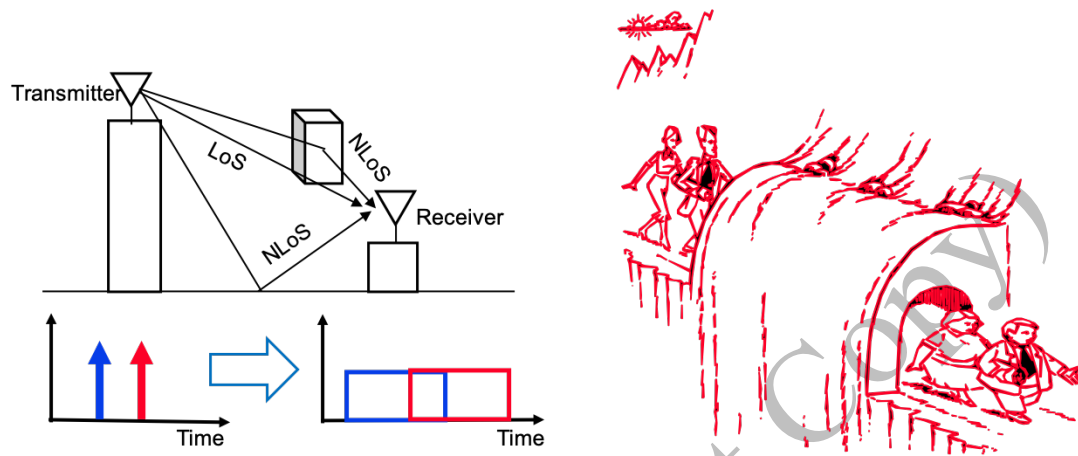 Transmitter
LoS
NLoS
NLoS
Receiver
Time
Time
Copy)